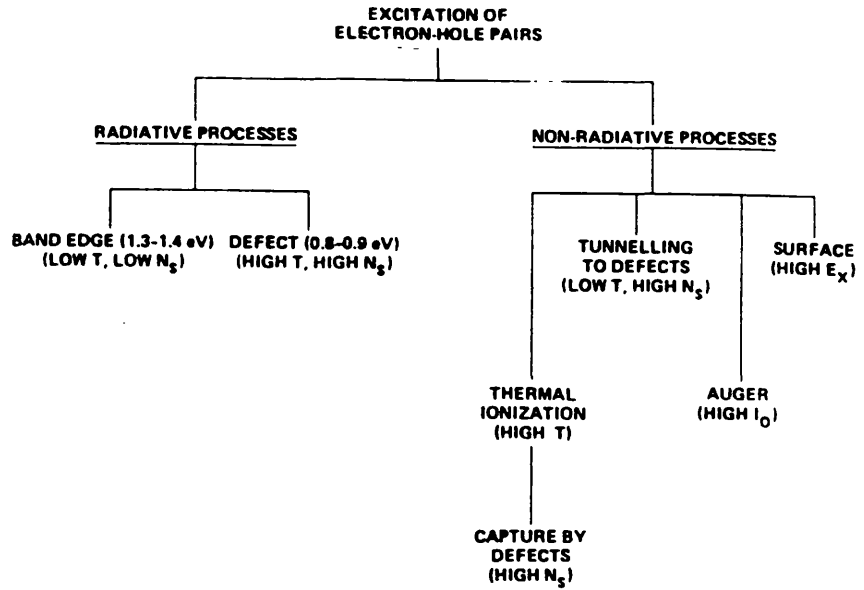 EXCITATION OF
ELECTRON-HOLE PAIRS
RADIATIVE PROCESSES
NON-RADIATIVE PROCESSES
BAND EDGE (1.3-1.4 eV)
(LOW T, LOW Nₛ)
DEFECT (0.8-0.9 eV)
(HIGH T, HIGH Nₛ)
TUNNELLING
TO DEFECTS
(LOW T, HIGH Nₛ)
SURFACE
(HIGH Eₓ)
THERMAL
IONIZATION
(HIGH T)
AUGER
(HIGH I₀)
CAPTURE BY
DEFECTS
(HIGH Nₛ)